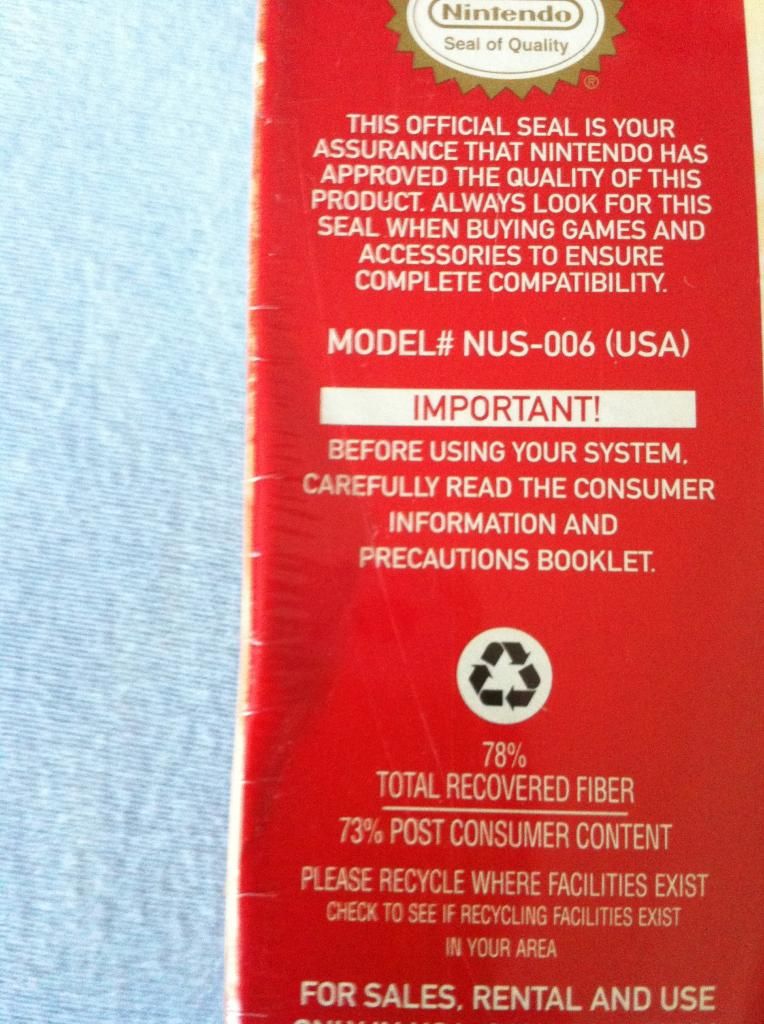 Nintendo
Seal of Quality
®
THIS OFFICIAL SEAL IS YOUR
ASSURANCE THAT NINTENDO HAS
APPROVED THE QUALITY OF THIS
PRODUCT. ALWAYS LOOK FOR THIS
SEAL WHEN BUYING GAMES AND
ACCESSORIES TO ENSURE
COMPLETE COMPATIBILITY.
MODEL# NUS-006 (USA)
IMPORTANT!
BEFORE USING YOUR SYSTEM,
CAREFULLY READ THE CONSUMER
INFORMATION AND
PRECAUTIONS BOOKLET.
78%
TOTAL RECOVERED FIBER
73% POST CONSUMER CONTENT
PLEASE RECYCLE WHERE FACILITIES EXIST
CHECK TO SEE IF RECYCLING FACILITIES EXIST
IN YOUR AREA
FOR SALES, RENTAL AND USE